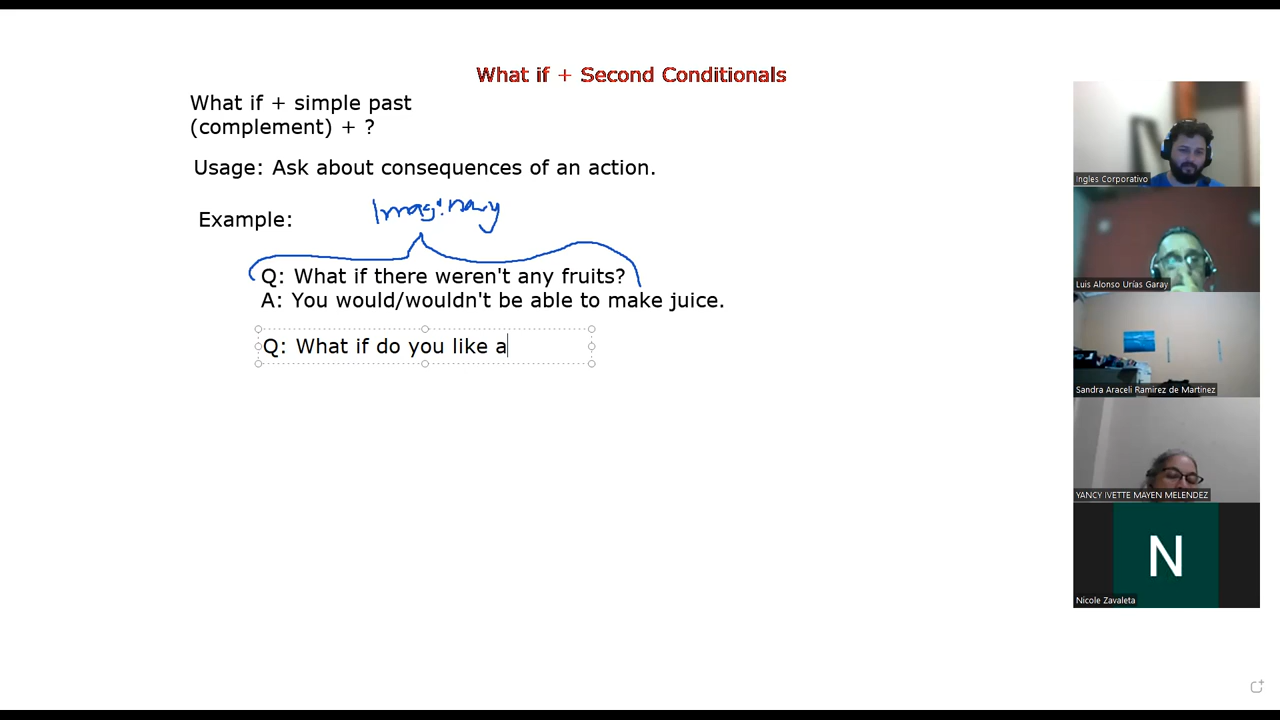 What if + Second Conditionals
What if + simple past
(complement) + ?
Usage: Ask about consequences of an action.
Example:
Imaginary
Q: What if there weren't any fruits?
A: You would/wouldn't be able to make juice.
Q: What if do you like a
Ingles Corporativo
Luis Alonso Urías Garay
Sandra Araceli Ramirez de Martinez
YANCY IVETTE MAYEN MELENDEZ
N
Nicole Zavaleta